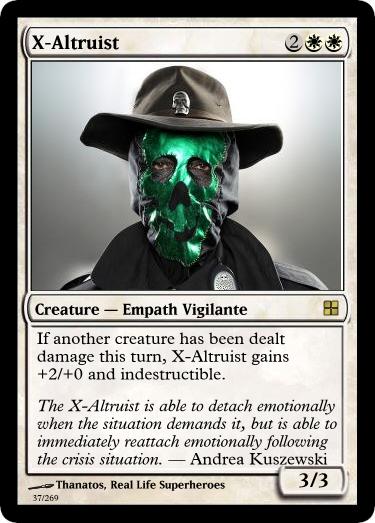 X-Altruist 2
Creature — Empath Vigilante
If another creature has been dealt
damage this turn, X-Altruist gains
+2/+0 and indestructible.
The X-Altruist is able to detach emotionally
when the situation demands it, but is able to
immediately reattach emotionally following
the crisis situation. — Andrea Kuszewski
Thanatos, Real Life Superheroes
3/3
37/269